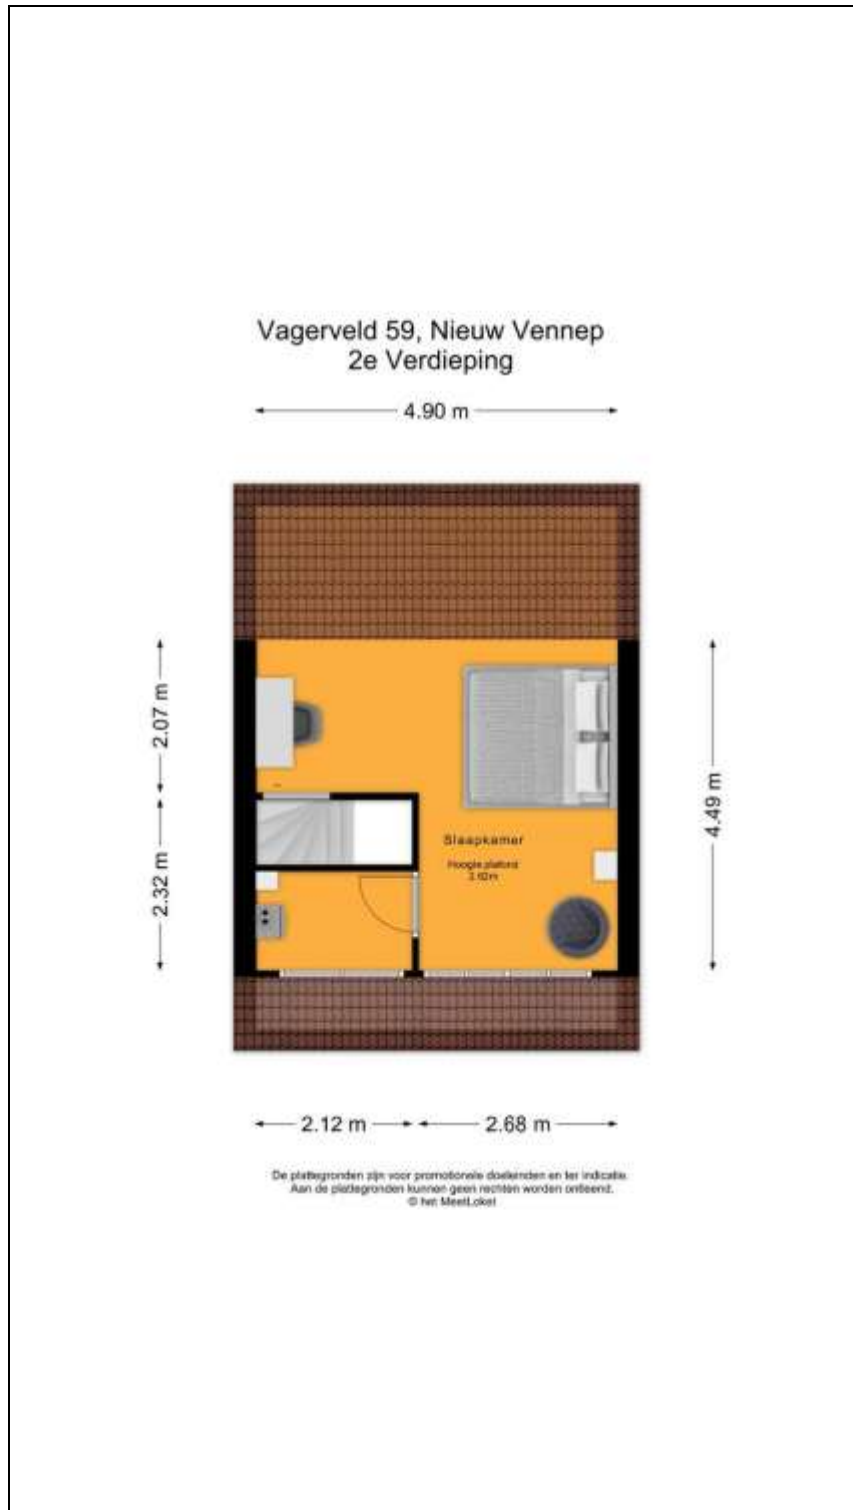 Vagerveld 59, Nieuw Vennep
2e Verdieping
4.90 m
2.07 m
4.49 m
2.32 m
Slaapkamer
Hoogte plafond
2.12 m
2.68 m
De plattegronden zijn voor promotionele doeleinden en ter indicatie.
Aan de plattegronden kunnen geen rechten worden ontleend.
© het MeetLoket